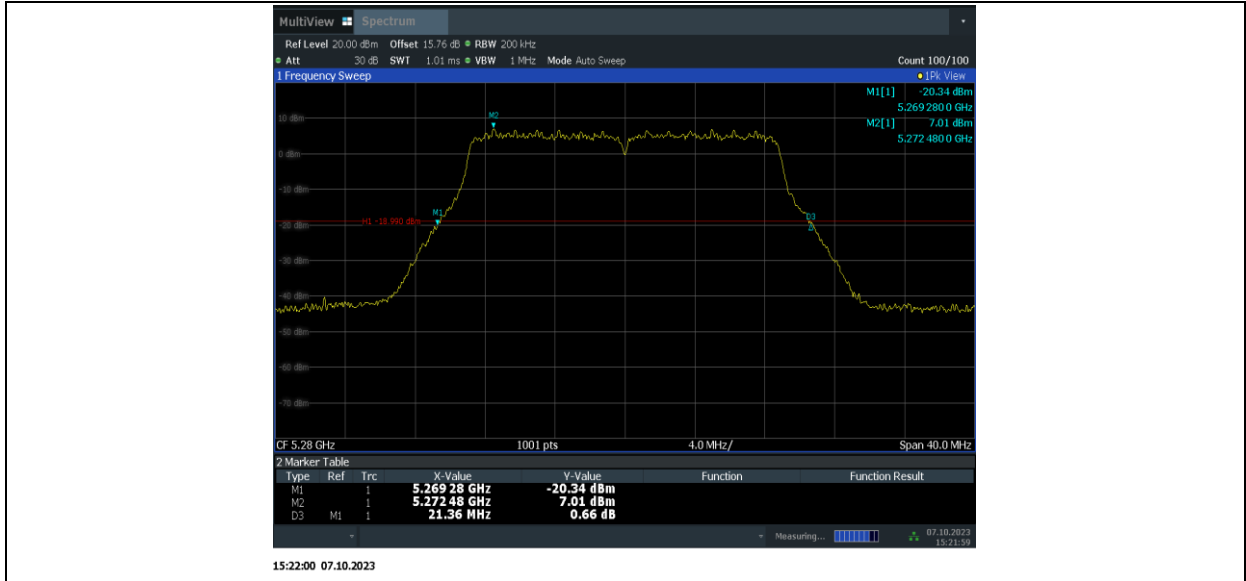 MultiView Spectrum
Ref Level 20.00 dBm Offset 15.76 dB RBW 200 kHz
Att 30 dB SWT 1.01 ms VBW 1 MHz Mode Auto Sweep Count 100/100
1 Frequency Sweep 1Pk View
M1[1] -20.34 dBm
5.269 280 0 GHz
M2[1] 7.01 dBm
5.272 480 0 GHz
M2
10 dBm
0 dBm
-10 dBm
M1
D3
H1 -18.990 dBm
-20 dBm
-30 dBm
-40 dBm
-50 dBm
-60 dBm
-70 dBm
CF 5.28 GHz 1001 pts 4.0 MHz/ Span 40.0 MHz
2 Marker Table
Type Ref Trc X-Value Y-Value Function Function Result
M1 1 5.269 28 GHz -20.34 dBm
M2 1 5.272 48 GHz 7.01 dBm
D3 M1 1 21.36 MHz 0.66 dB
Measuring... 07.10.2023
15:21:59
15:22:00 07.10.2023